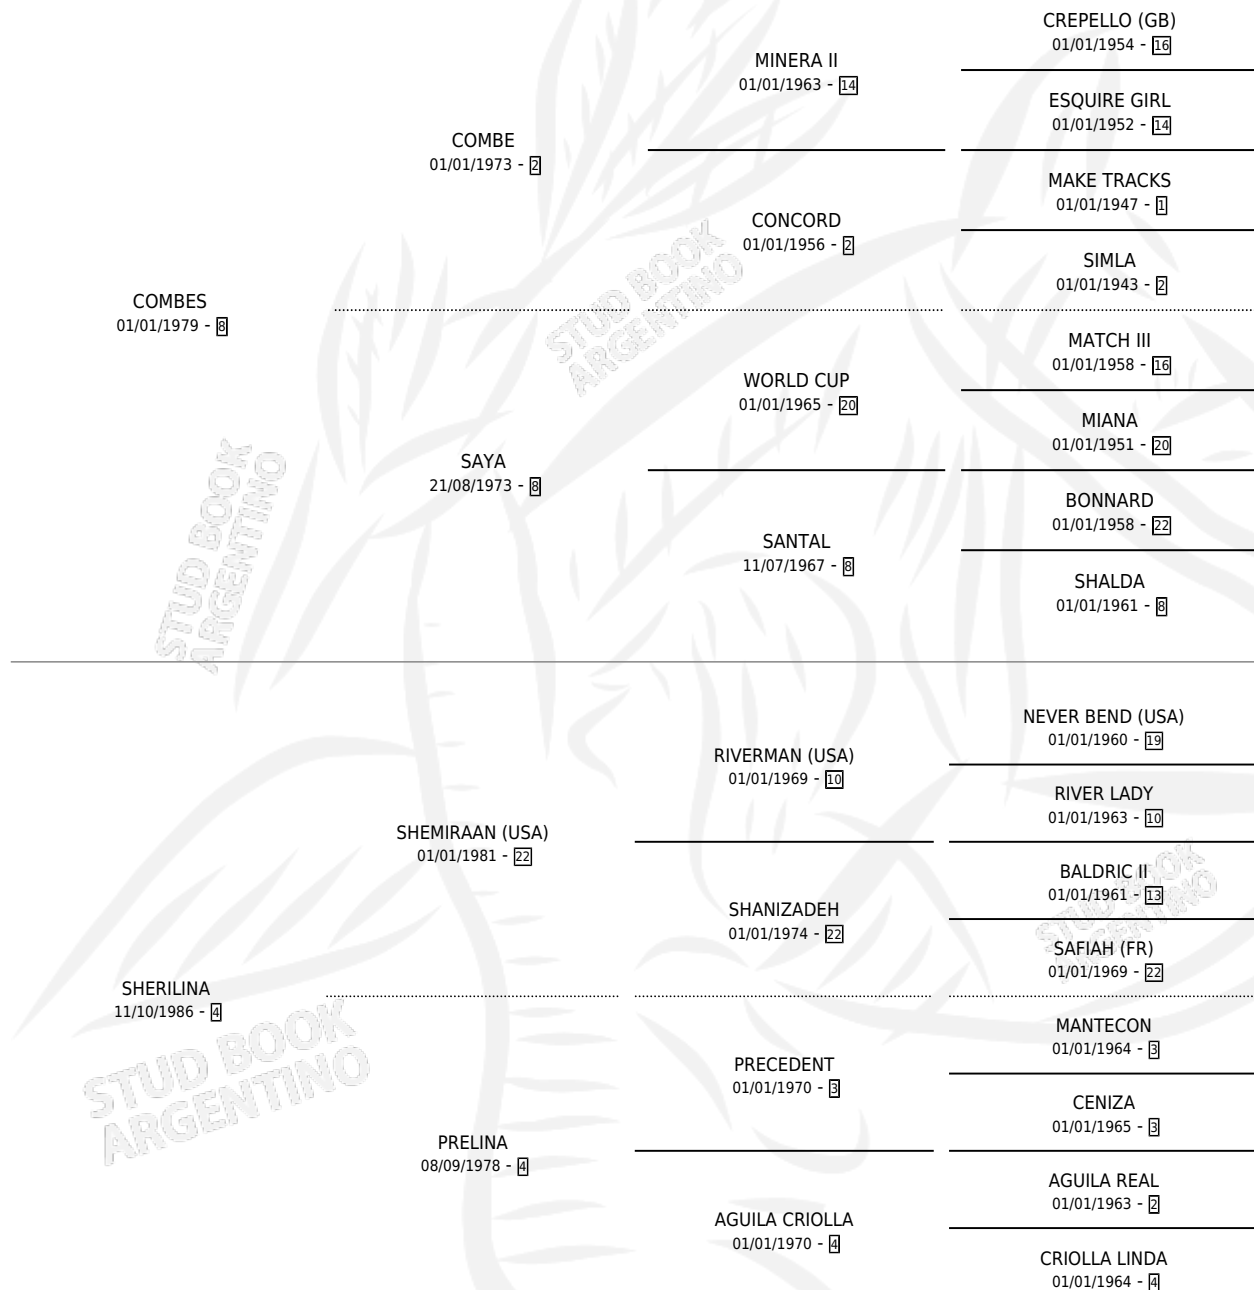 CREPELLO (GB)
01/01/1954 - 16
MINERA II
01/01/1963 - 14
ESQUIRE GIRL
01/01/1952 - 14
COMBE
01/01/1973 - 2
MAKE TRACKS
01/01/1947 - 1
CONCORD
01/01/1956 - 2
SIMLA
01/01/1943 - 2
COMBES
01/01/1979 - 8
MATCH III
01/01/1958 - 16
WORLD CUP
01/01/1965 - 20
MIANA
01/01/1951 - 20
SAYA
21/08/1973 - 8
BONNARD
01/01/1958 - 22
SANTAL
11/07/1967 - 8
SHALDA
01/01/1961 - 8
STUD BOOK
ARGENTINO
STUD BOOK
ARGENTINO
NEVER BEND (USA)
01/01/1960 - 19
RIVERMAN (USA)
01/01/1969 - 10
RIVER LADY
01/01/1963 - 10
SHEMIRAAN (USA)
01/01/1981 - 22
BALDRIC II
01/01/1961 - 13
SHANIZADEH
01/01/1974 - 22
SAFIAH (FR)
01/01/1969 - 22
STUD BOOK
ARGENTINO
SHERILINA
11/10/1986 - 4
MANTECON
01/01/1964 - 3
PRECEDENT
01/01/1970 - 3
CENIZA
01/01/1965 - 3
PRELINA
08/09/1978 - 4
AGUILA REAL
01/01/1963 - 2
AGUILA CRIOLLA
01/01/1970 - 4
CRIOLLA LINDA
01/01/1964 - 4
STUD BOOK
ARGENTINO